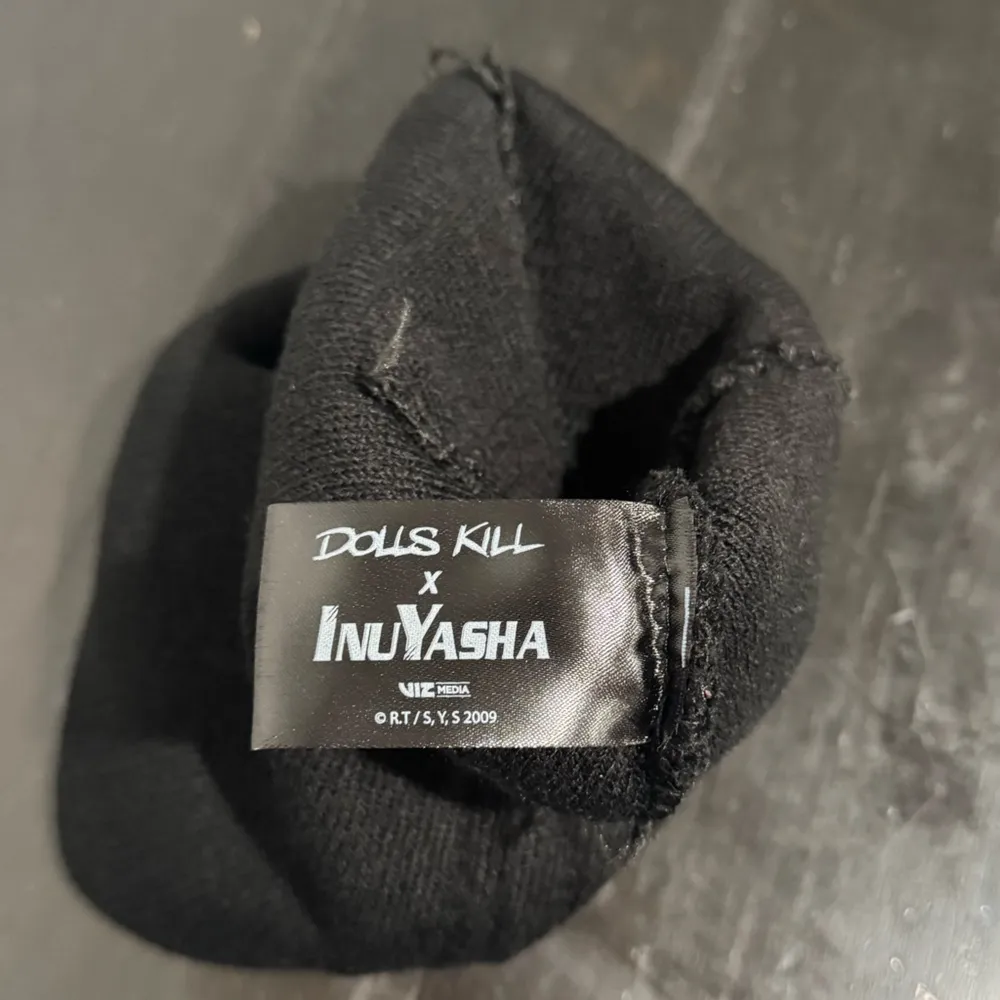 DOLLS KILL
X
INUYASHA
VIZ MEDIA
© R.T / S, Y, S 2009